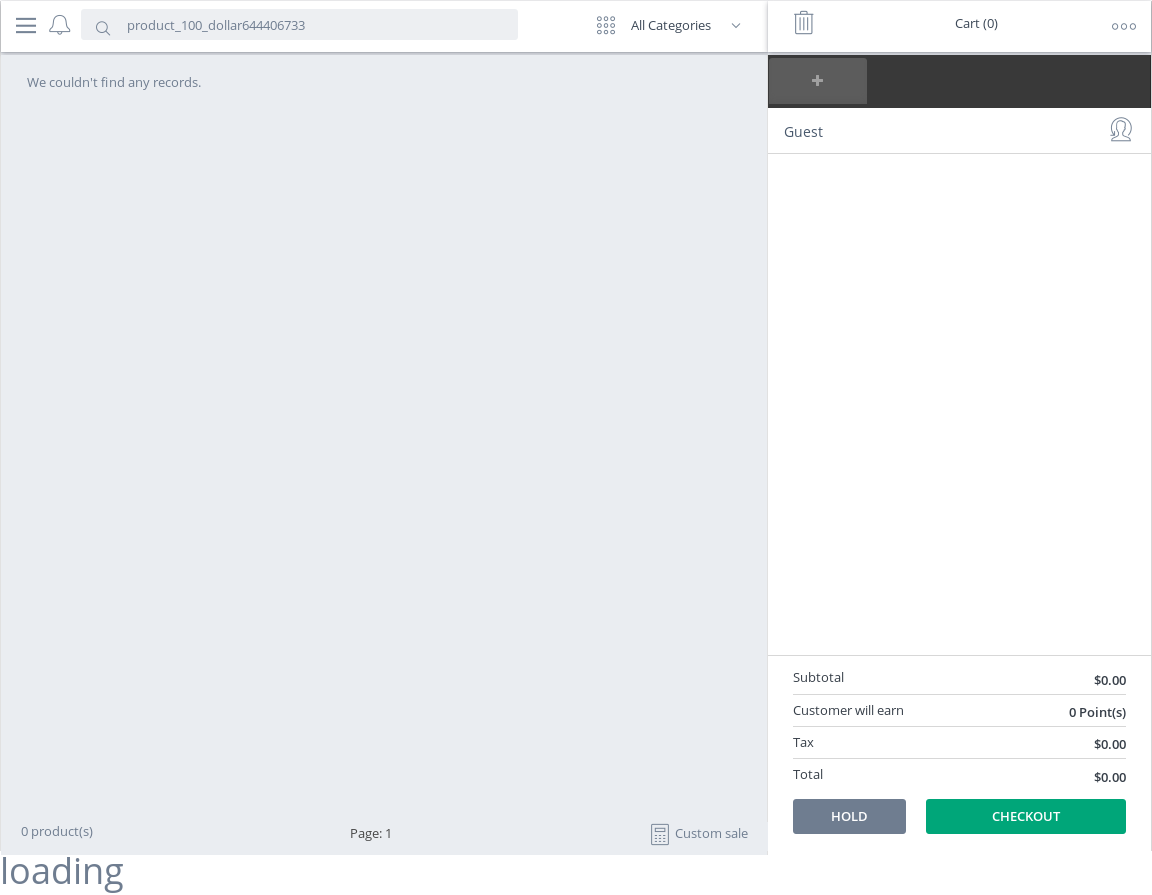 product_100_dollar644406733
All Categories
Cart (0)
We couldn't find any records.
Guest
Subtotal $0.00
Customer will earn 0 Point(s)
Tax $0.00
Total $0.00
HOLD CHECKOUT
0 product(s) Page: 1 Custom sale
loading